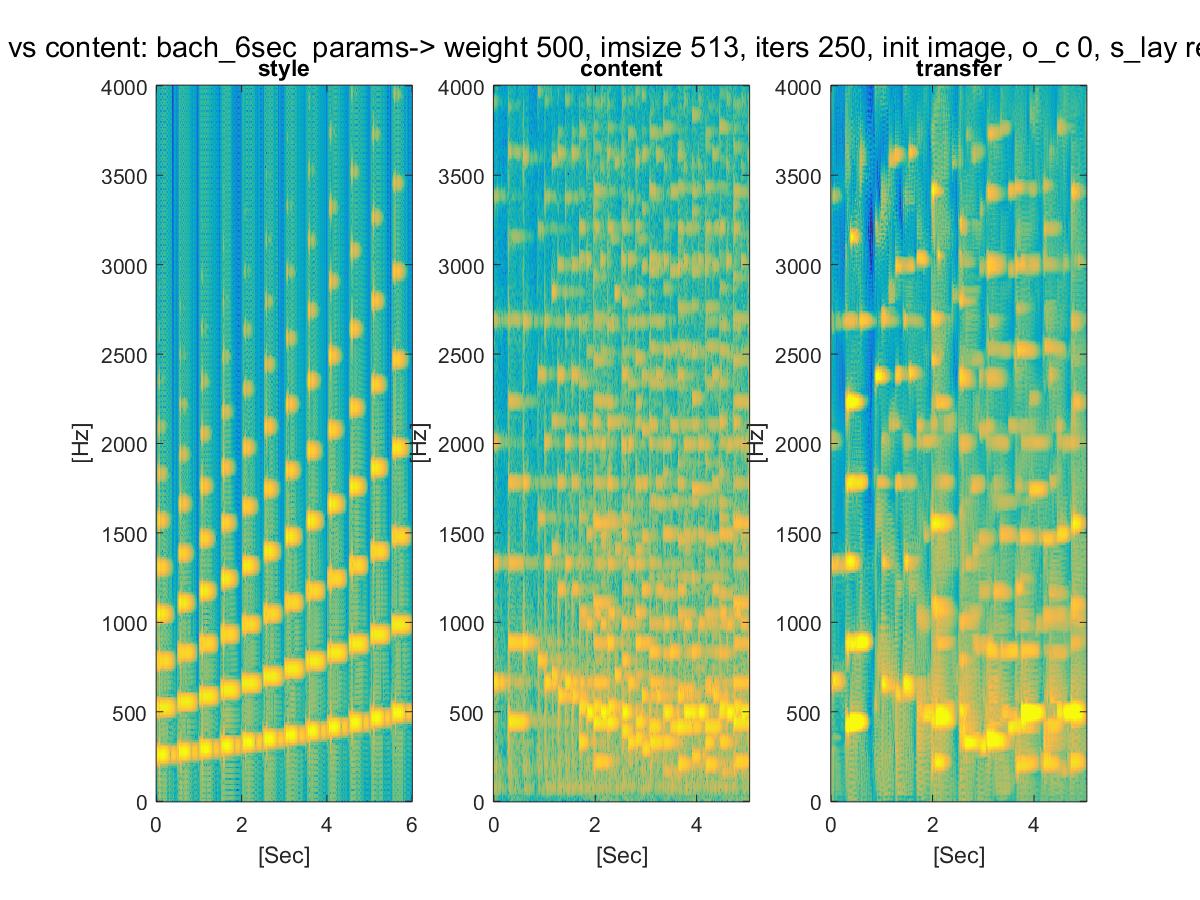 vs content: bach_6sec_params-> weight 500, imsize 513, iters 250, init image, o_c 0, s_lay re
style content transfer
4000 4000 4000
3500 3500 3500
3000 3000 3000
2500 2500 2500
[Hz] [Hz] [Hz]
2000 2000 2000
1500 1500 1500
1000 1000 1000
500 500 500
0 0 0
0 2 4 6 0 2 4 0 2 4
[Sec] [Sec] [Sec]